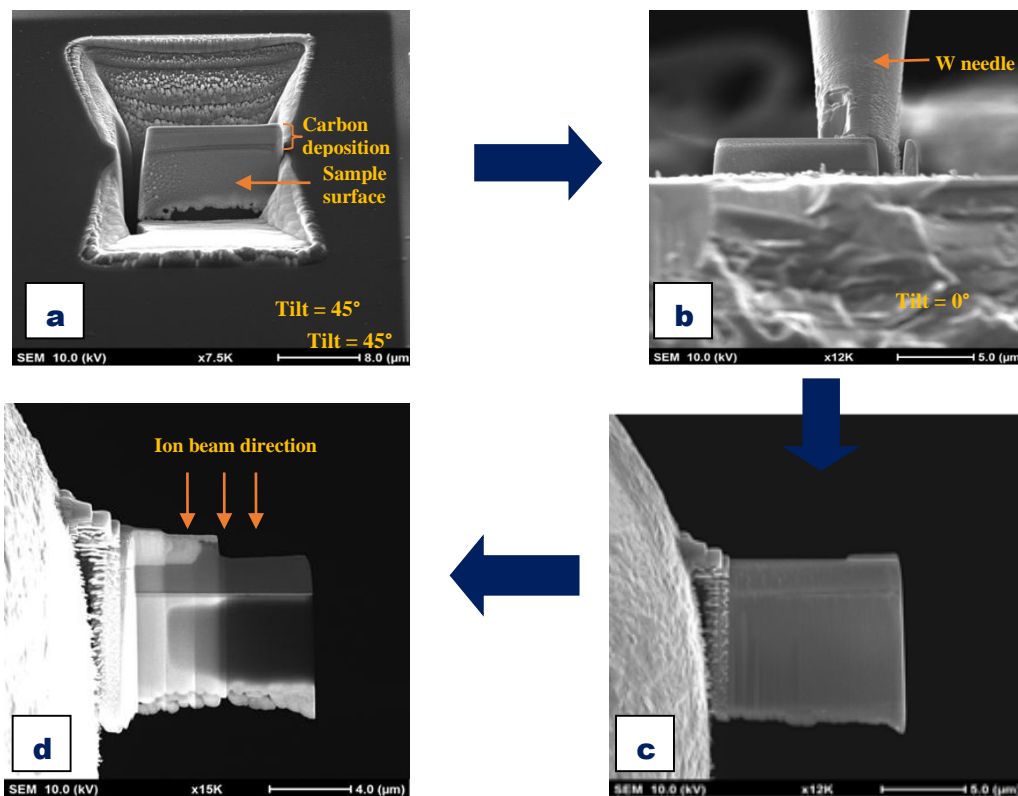 Carbon
deposition
Sample
surface
Tilt = 45°
Tilt = 45°
a
SEM 10.0 (kV) x7.5K 8.0 (µm)
W needle
Tilt = 0°
b
SEM 10.0 (kV) x12K 5.0 (µm)
Ion beam direction
d
SEM 10.0 (kV) x15K 4.0 (µm)
c
SEM 10.0 (kV) x12K 5.0 (µm)